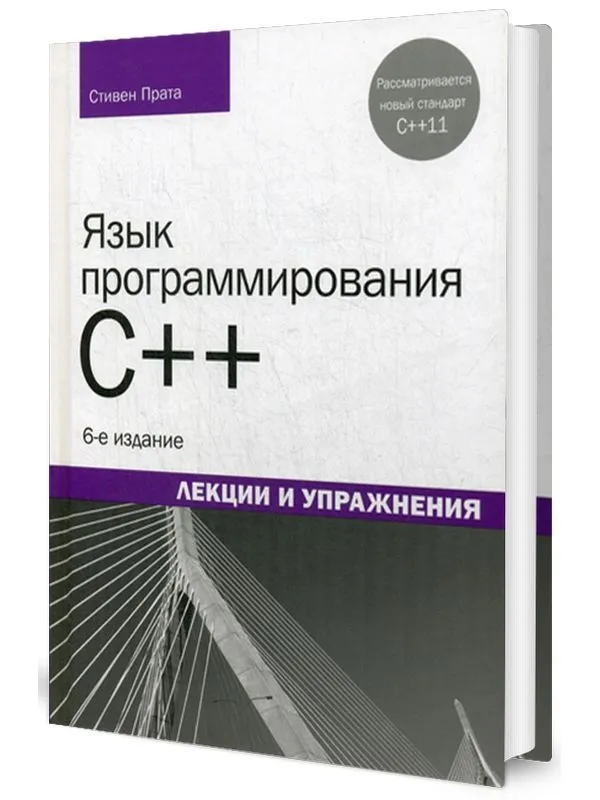 Стивен Прата
Рассматривается
новый стандарт
C++11
Язык
программирования
C++
6-е издание
ЛЕКЦИИ И УПРАЖНЕНИЯ